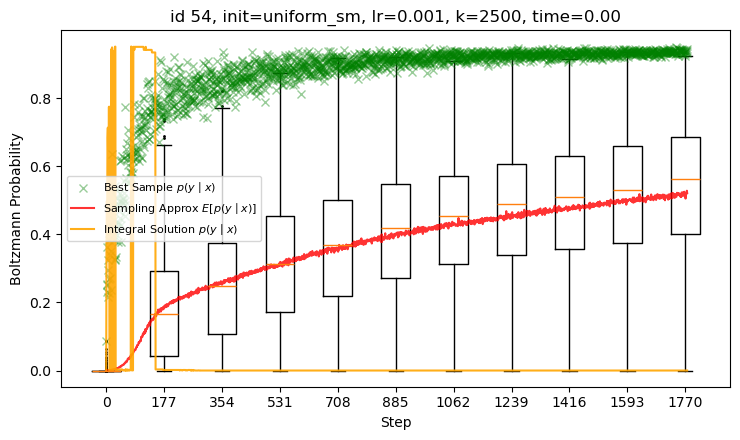 id 54, init=uniform_sm, lr=0.001, k=2500, time=0.00
Boltzmann Probability
0.8
0.6
0.4
0.2
0.0
Best Sample p(y | x)
Sampling Approx E[p(y | x)]
Integral Solution p(y | x)
0 177 354 531 708 885 1062 1239 1416 1593 1770
Step